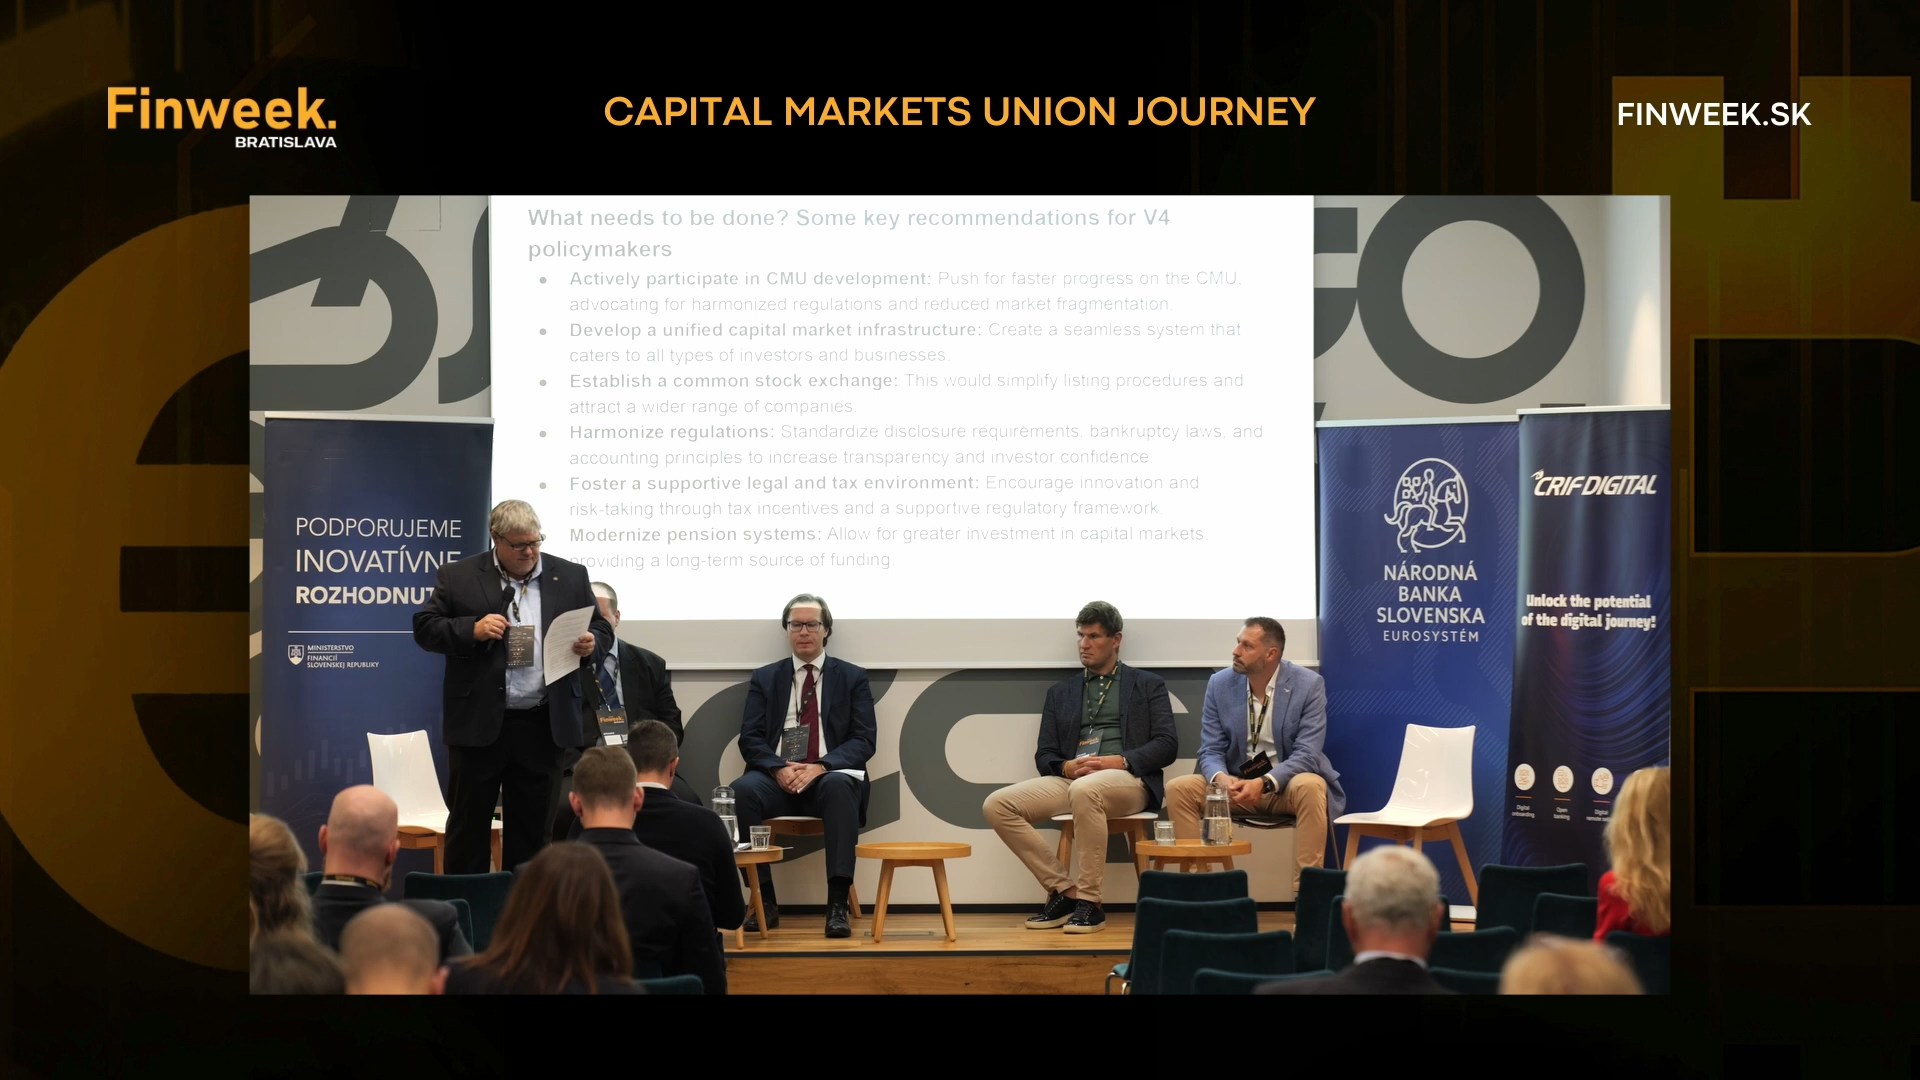 Finweek.
BRATISLAVA
CAPITAL MARKETS UNION JOURNEY
FINWEEK.SK
What needs to be done? Some key recommendations for V4
policymakers
• Actively participate in CMU development: Push for faster progress on the CMU,
advocating for harmonized regulations and reduced market fragmentation
• Develop a unified capital market infrastructure: Create a seamless system that
caters to all types of investors and businesses
• Establish a common stock exchange: This would simplify listing procedures and
attract a wider range of companies.
• Harmonize regulations: Standardize disclosure requirements, bankruptcy laws, and
accounting principles to increase transparency and investor confidence
• Foster a supportive legal and tax environment: Encourage innovation and
risk-taking through tax incentives and a supportive regulatory framework.
Modernize pension systems: Allow for greater investment in capital markets,
providing a long-term source of funding.
PODPORUJEME
INOVATÍVNE
ROZHODNUT
MINISTERSTVO
FINANCIÍ
SLOVENSKEJ REPUBLIKY
Finweek.
NÁRODNÁ
BANKA
SLOVENSKA
EUROSYSTÉM
CRIF DIGITAL
Unlock the potential
of the digital journey!
Digital
onboarding
Open
banking
Digital